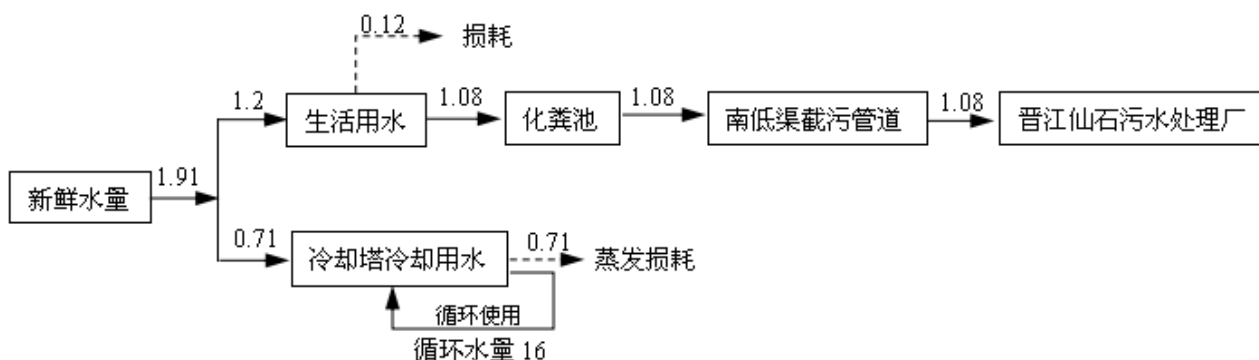 0.12
损耗
1.2
生活用水
1.08
化粪池
1.08
南低渠截污管道
1.08
晋江仙石污水处理厂
新鲜水量
1.91
0.71
冷却塔冷却用水
0.71
蒸发损耗
循环使用
循环水量 16